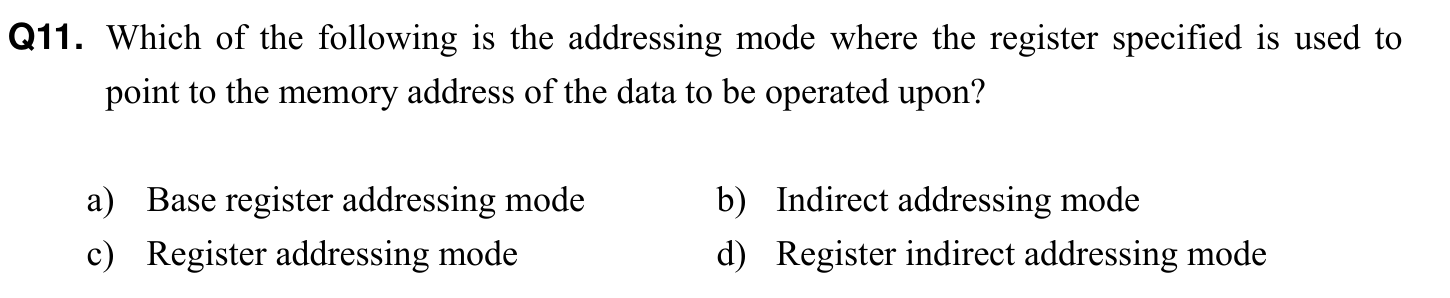 Q11. Which of the following is the addressing mode where the register specified is used to
point to the memory address of the data to be operated upon?
a) Base register addressing mode b) Indirect addressing mode
c) Register addressing mode d) Register indirect addressing mode